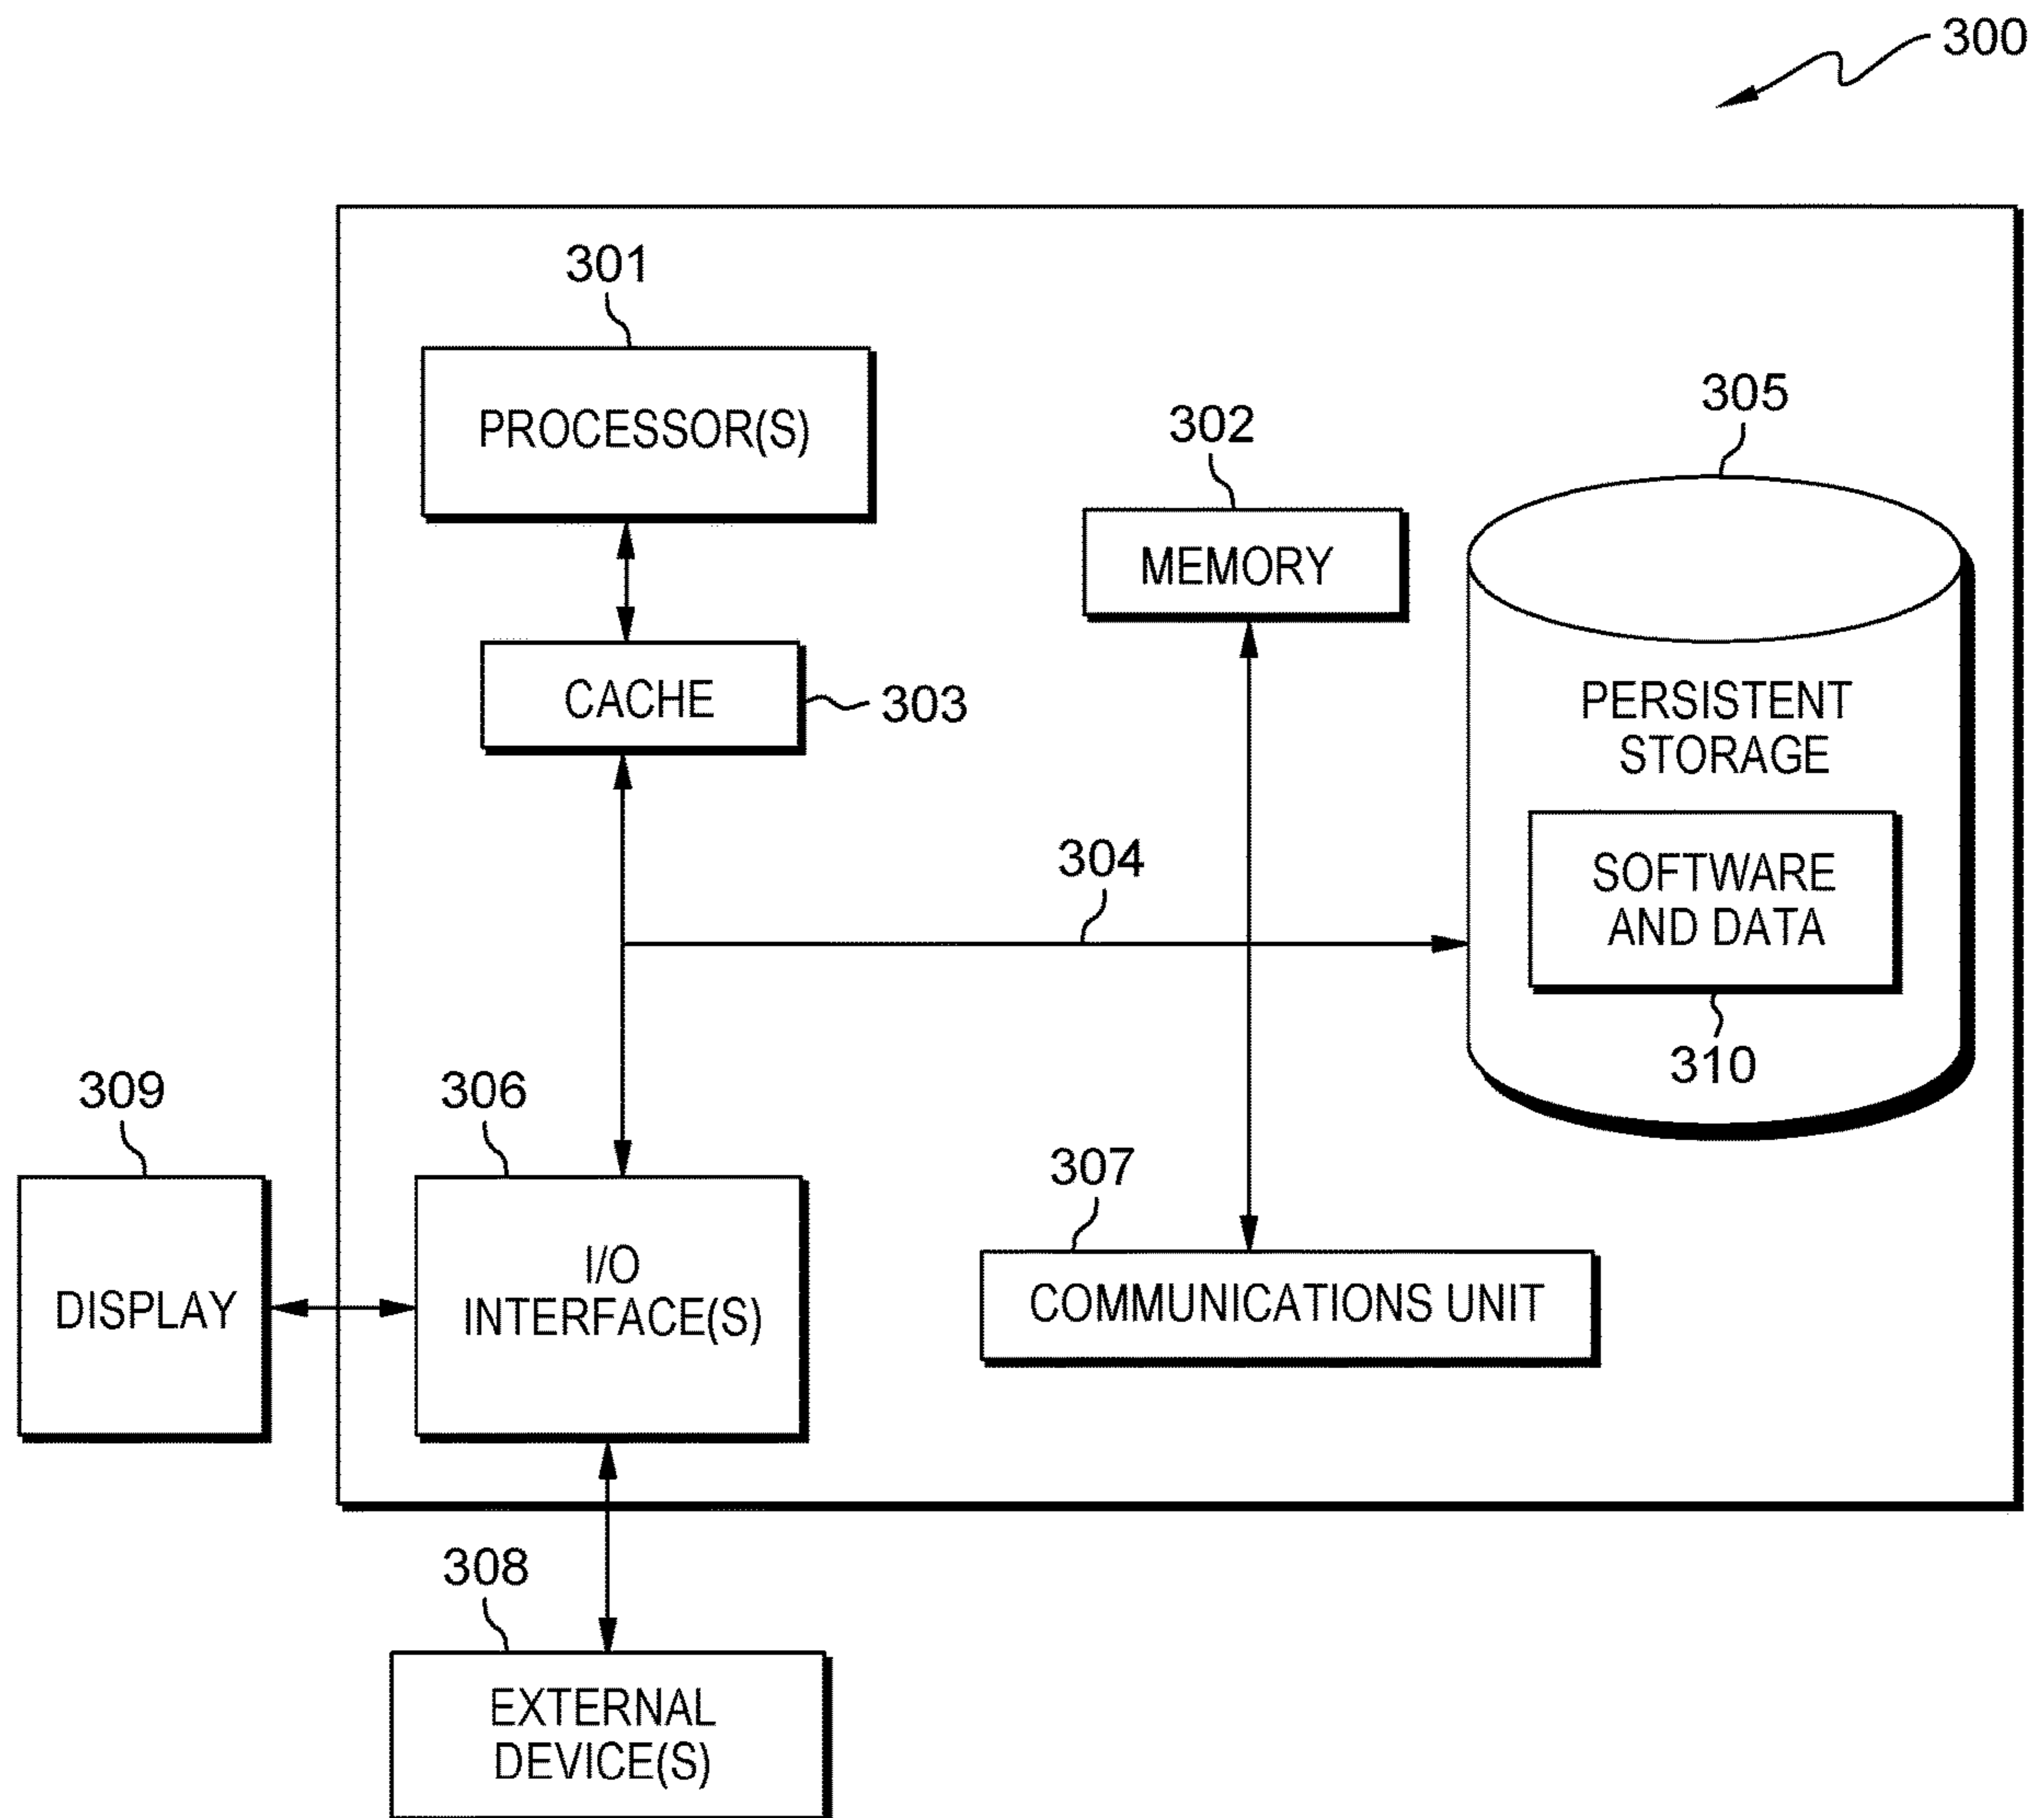 300
301
PROCESSOR(S)
302
MEMORY
305
CACHE
303
PERSISTENT
STORAGE
304
SOFTWARE
AND DATA
310
309
306
307
DISPLAY
I/O
INTERFACE(S)
COMMUNICATIONS UNIT
308
EXTERNAL
DEVICE(S)